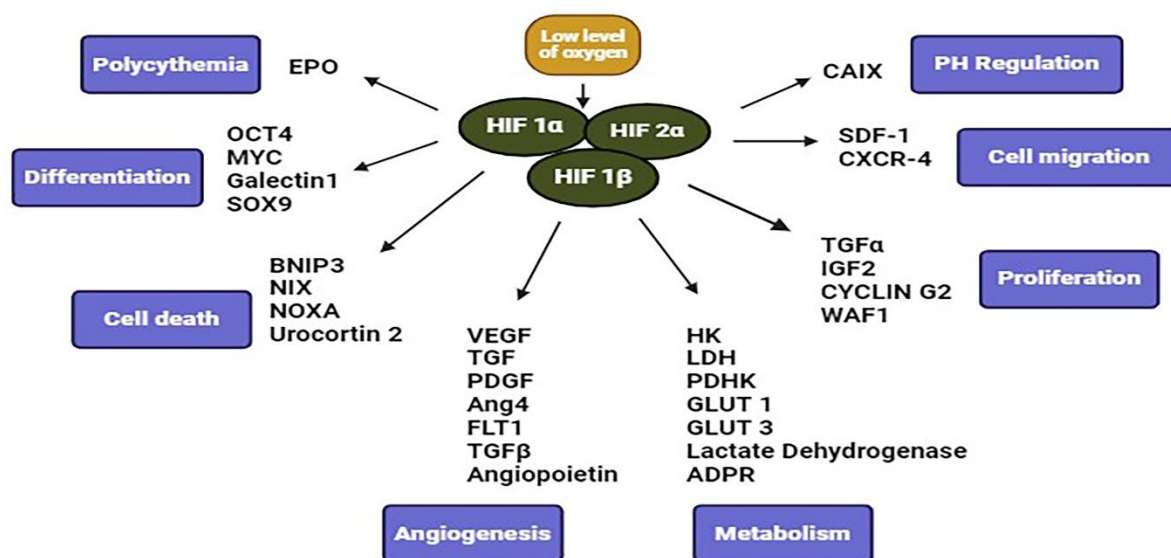 Low level
of oxygen
HIF 1α
HIF 2α
HIF 1β
Polycythemia
EPO
Differentiation
OCT4
MYC
Galectin1
SOX9
Cell death
BNIP3
NIX
NOXA
Urocortin 2
VEGF
TGF
PDGF
Ang4
FLT1
TGFβ
Angiopoietin
Angiogenesis
HK
LDH
PDHK
GLUT 1
GLUT 3
Lactate Dehydrogenase
ADPR
Metabolism
TGFα
IGF2
CYCLIN G2
WAF1
Proliferation
SDF-1
CXCR-4
Cell migration
CAIX
PH Regulation